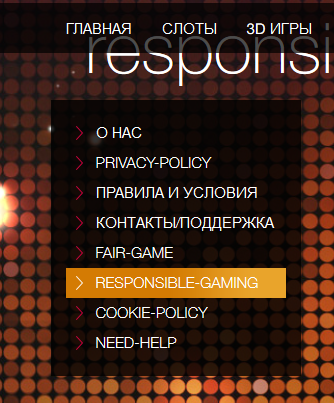 ГЛАВНАЯ СЛОТЫ 3D ИГРЫ
responsi
О НАС
PRIVACY-POLICY
ПРАВИЛА И УСЛОВИЯ
КОНТАКТЫ/ПОДДЕРЖКА
FAIR-GAME
RESPONSIBLE-GAMING
COOKIE-POLICY
NEED-HELP